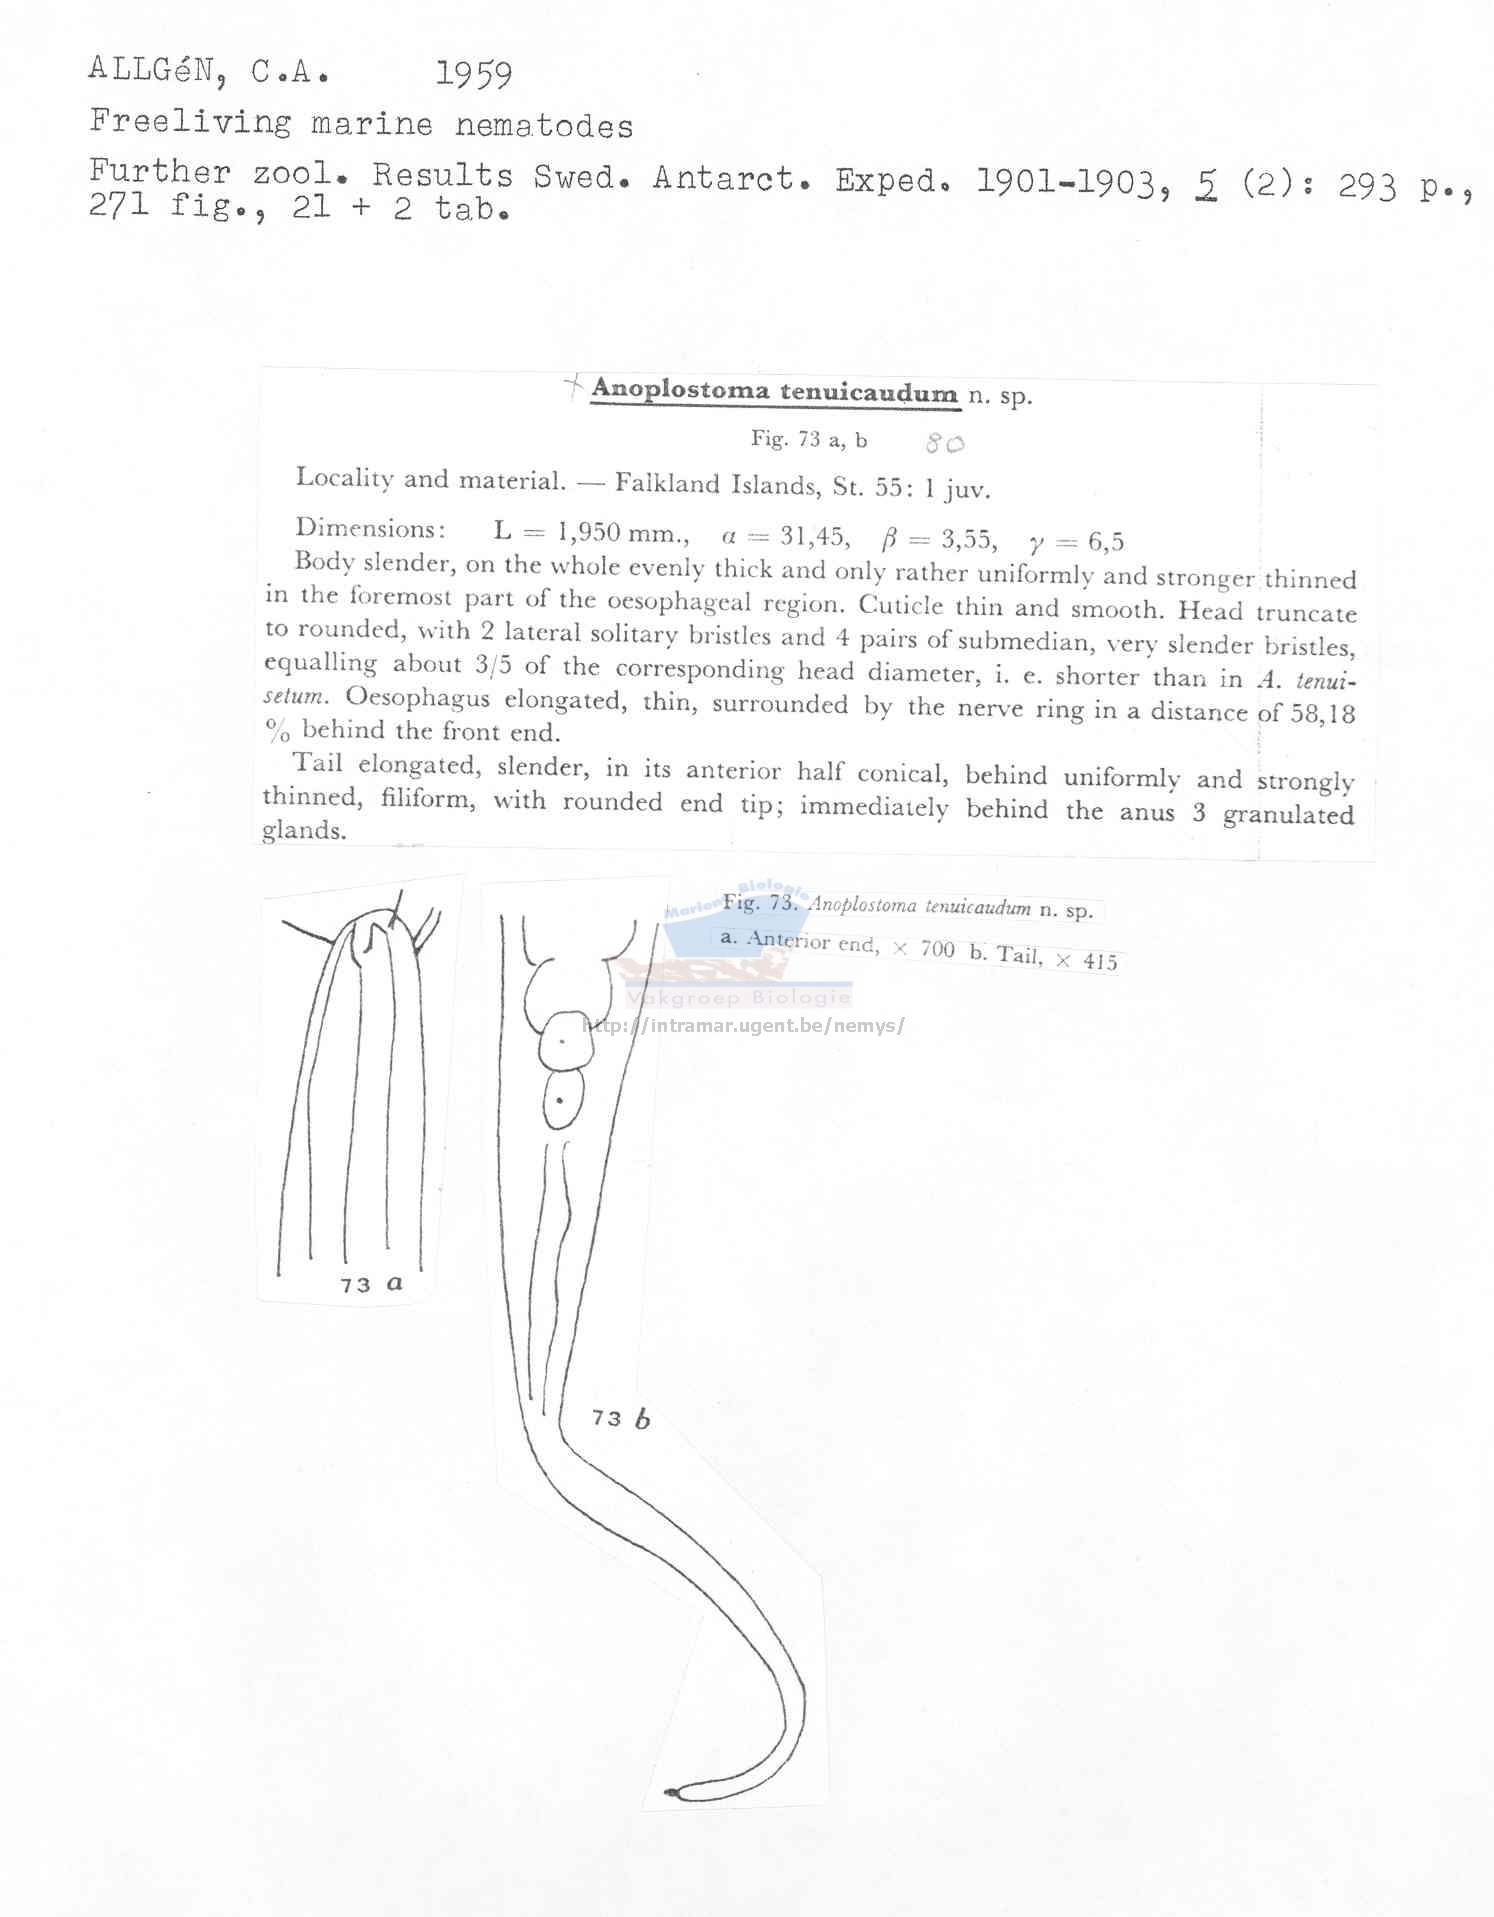 ALLGéN, C.A. 1959
Freeliving marine nematodes
Further zool. Results Swed. Antarct. Exped. 1901-1903, 5 (2): 293 p.,
271 fig., 21 + 2 tab.
Anoplostoma tenuicaudum n. sp.
Fig. 73 a, b 80
Locality and material. — Falkland Islands, St. 55: 1 juv.
Dimensions: L = 1,950 mm., α = 31,45, β = 3,55, γ = 6,5
Body slender, on the whole evenly thick and only rather uniformly and stronger thinned
in the foremost part of the oesophageal region. Cuticle thin and smooth. Head truncate
to rounded, with 2 lateral solitary bristles and 4 pairs of submedian, very slender bristles,
equalling about 3/5 of the corresponding head diameter, i. e. shorter than in A. tenui-
setum. Oesophagus elongated, thin, surrounded by the nerve ring in a distance of 58,18
% behind the front end.
Tail elongated, slender, in its anterior half conical, behind uniformly and strongly
thinned, filiform, with rounded end tip; immediately behind the anus 3 granulated
glands.
Fig. 73. Anoplostoma tenuicaudum n. sp.
a. Anterior end, × 700 b. Tail, × 415
Mariene Biologie
Vakgroep Biologie
http://intramar.ugent.be/nemys/
73 a
73 b